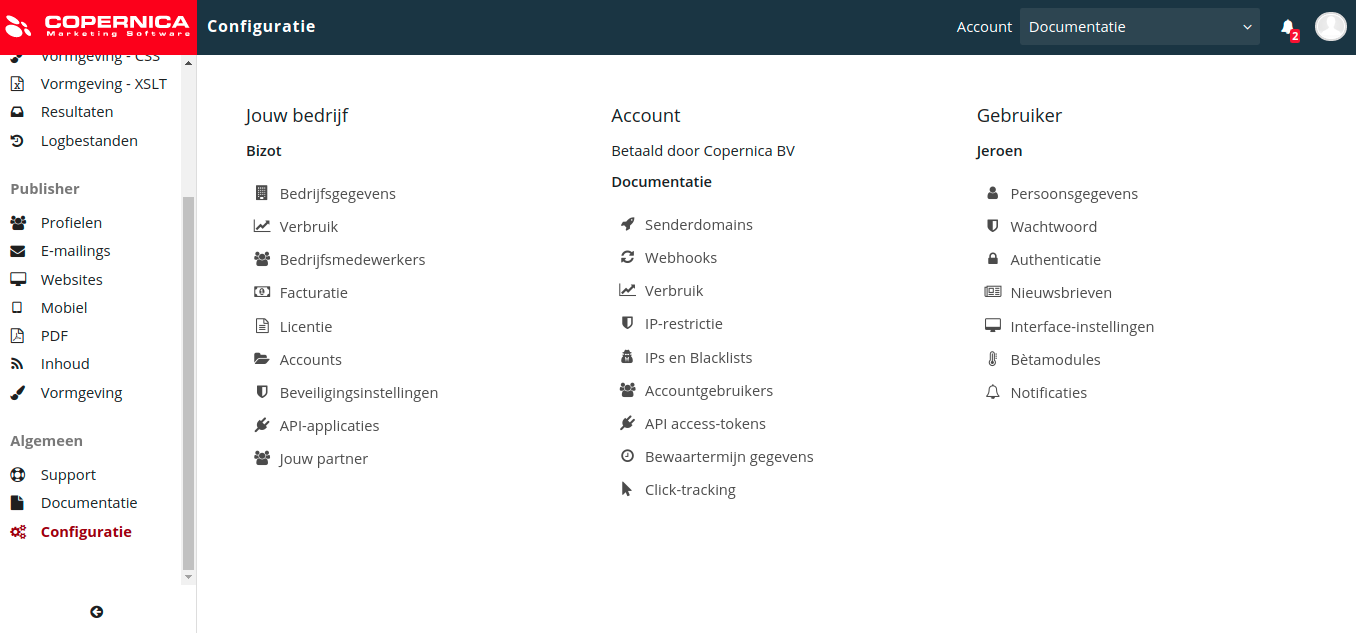 COPERNICA
Marketing Software
Configuratie
Account
Documentatie
2
Vormgeving - CSS
Vormgeving - XSLT
Resultaten
Logbestanden
Publisher
Profielen
E-mailings
Websites
Mobiel
PDF
Inhoud
Vormgeving
Algemeen
Support
Documentatie
Configuratie
Jouw bedrijf
Bizot
Bedrijfsgegevens
Verbruik
Bedrijfsmedewerkers
Facturatie
Licentie
Accounts
Beveiligingsinstellingen
API-applicaties
Jouw partner
Account
Betaald door Copernica BV
Documentatie
Senderdomains
Webhooks
Verbruik
IP-restrictie
IPs en Blacklists
Accountgebruikers
API access-tokens
Bewaartermijn gegevens
Click-tracking
Gebruiker
Jeroen
Persoonsgegevens
Wachtwoord
Authenticatie
Nieuwsbrieven
Interface-instellingen
Bètamodules
Notificaties